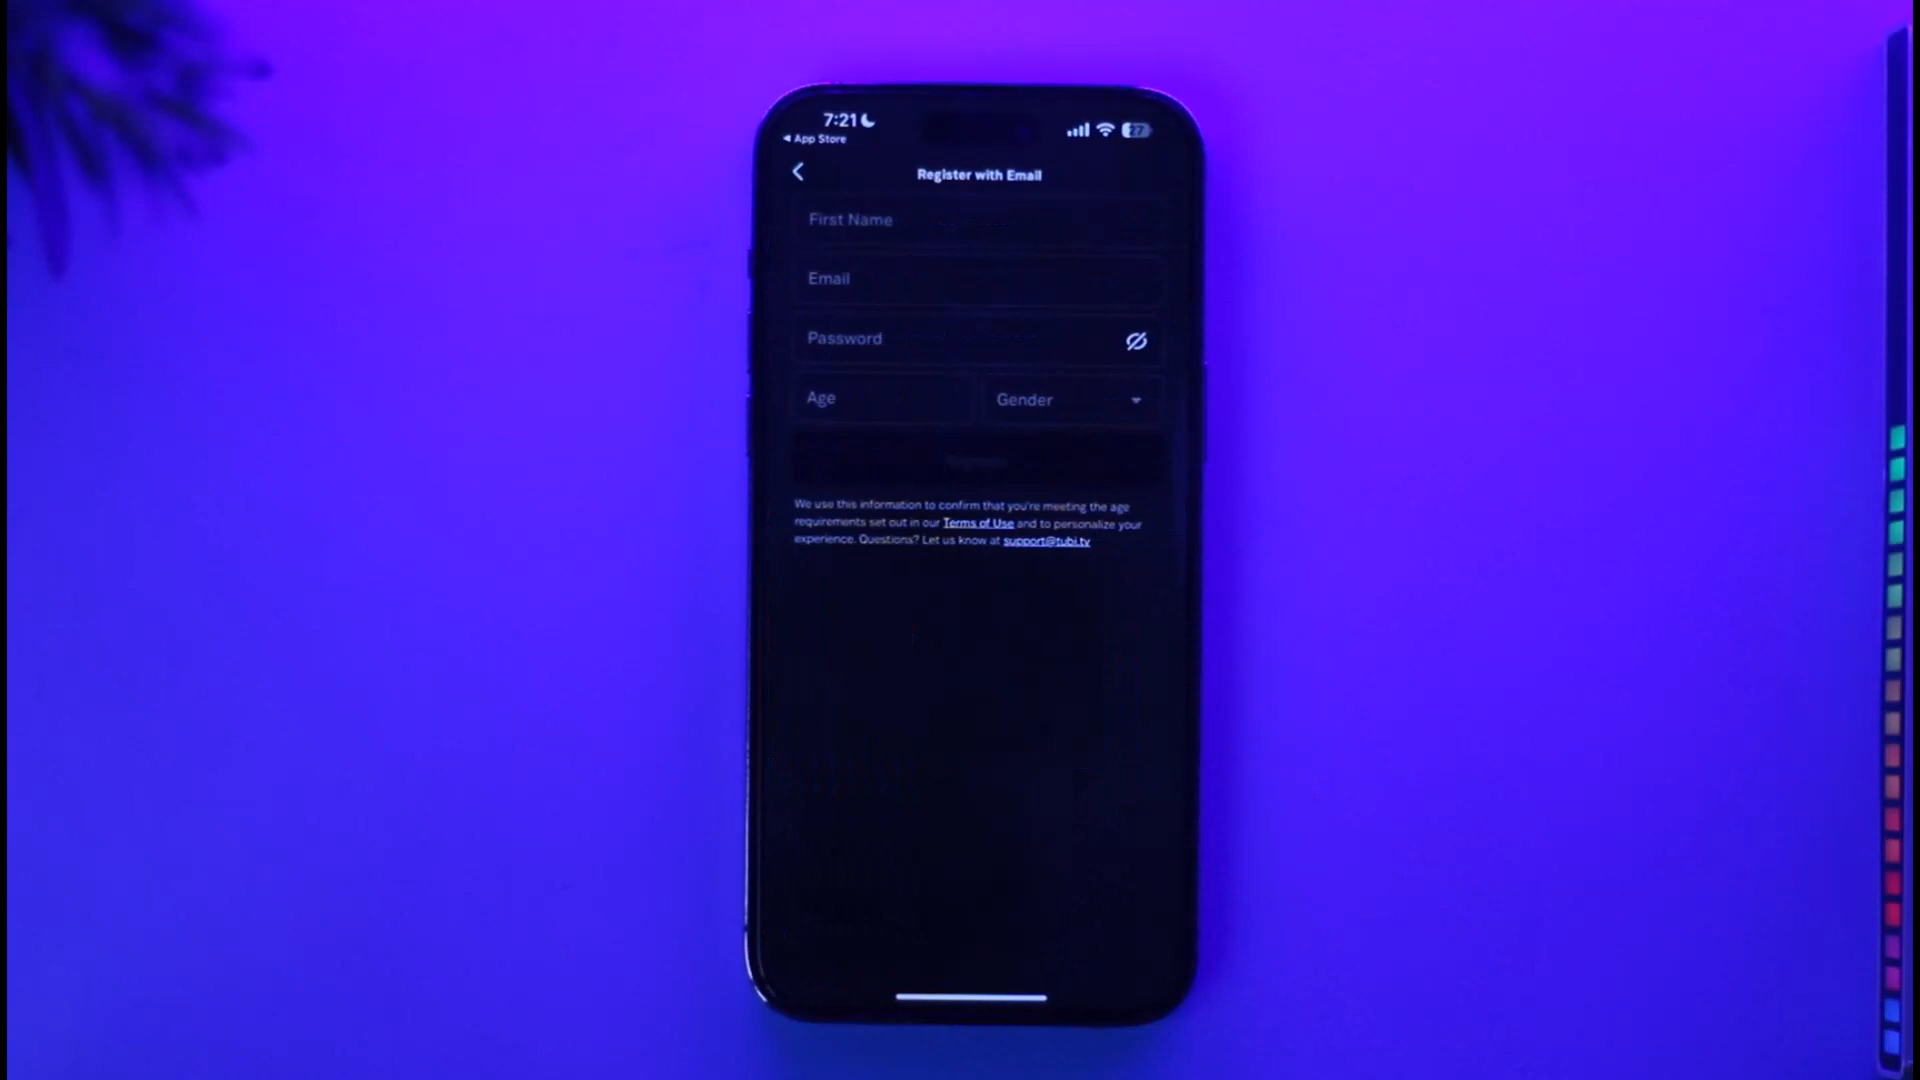 7:21
App Store
27
Register with Email
First Name
Email
Password
Age
Gender
We use this information to confirm that you're meeting the age
requirements set out in our Terms of Use and to personalize your
experience. Questions? Let us know at support@tubi.tv